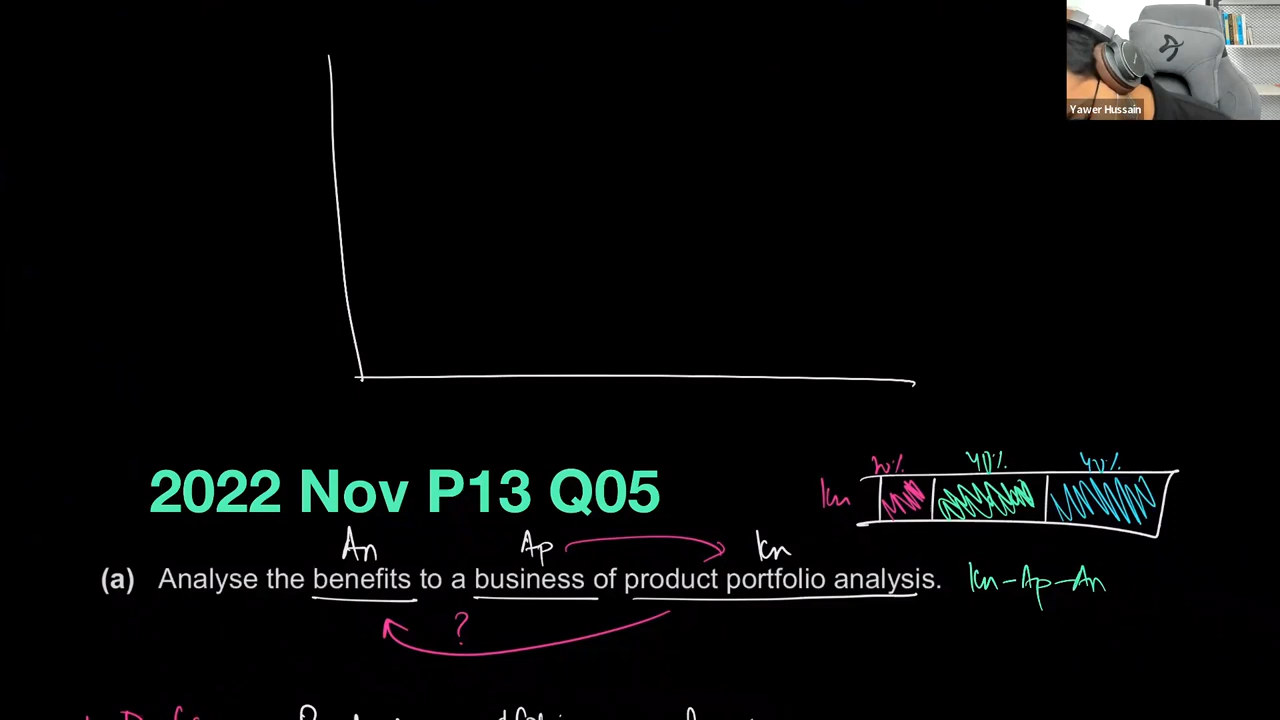 Yawer Hussain
20% 40% 40%
2022 Nov P13 Q05 Kn
An Ap Kn
(a) Analyse the benefits to a business of product portfolio analysis. Kn-Ap-An
?